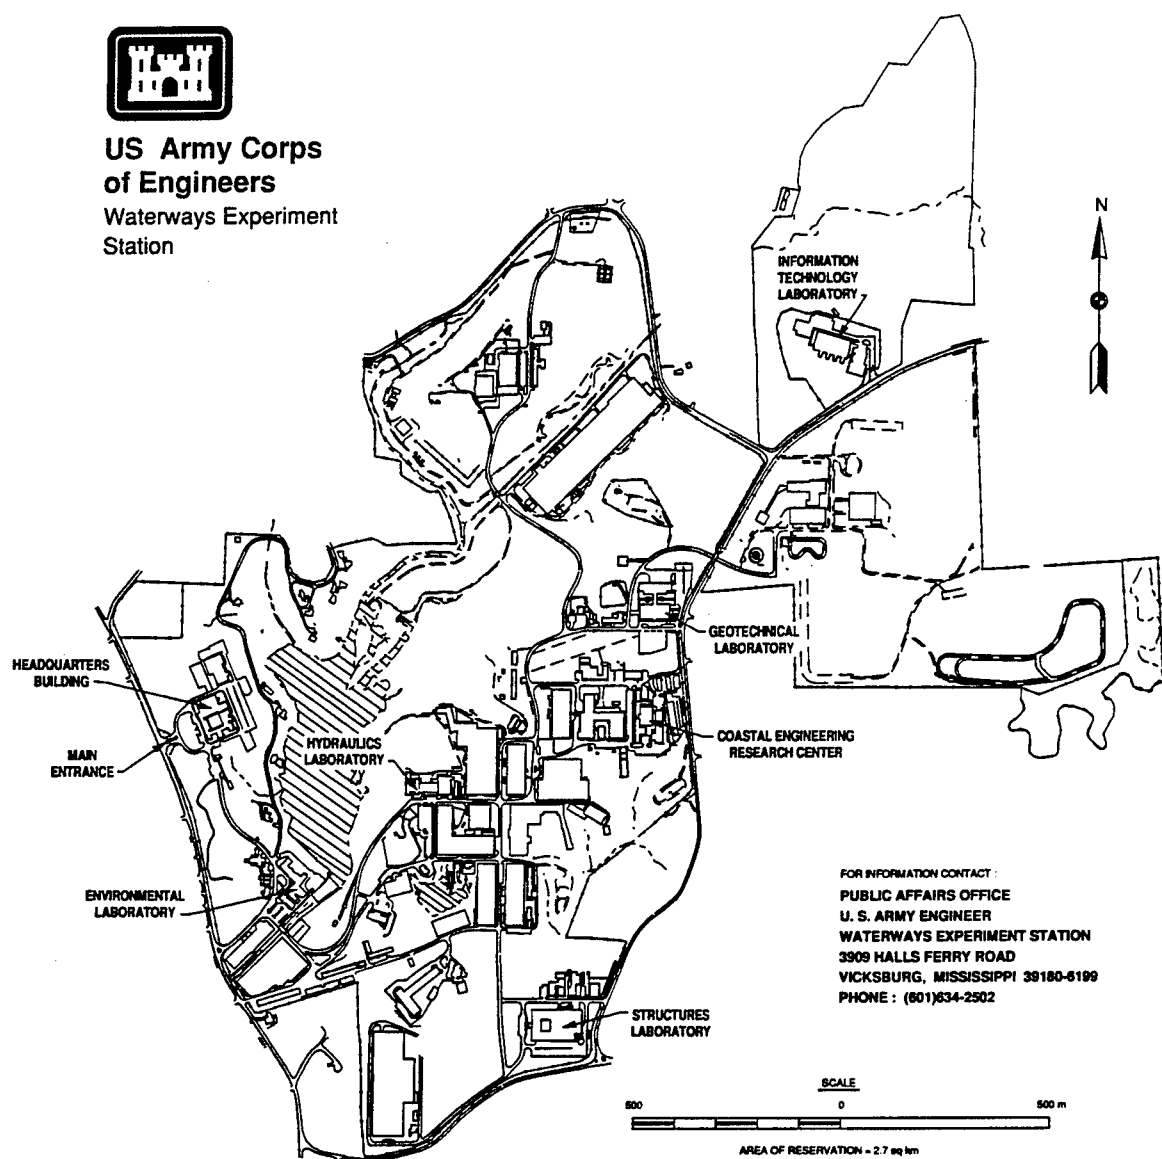 US Army Corps
of Engineers
Waterways Experiment
Station
N
INFORMATION
TECHNOLOGY
LABORATORY
GEOTECHNICAL
LABORATORY
HEADQUARTERS
BUILDING
MAIN
ENTRANCE
HYDRAULICS
LABORATORY
COASTAL ENGINEERING
RESEARCH CENTER
ENVIRONMENTAL
LABORATORY
STRUCTURES
LABORATORY
FOR INFORMATION CONTACT :
PUBLIC AFFAIRS OFFICE
U. S. ARMY ENGINEER
WATERWAYS EXPERIMENT STATION
3909 HALLS FERRY ROAD
VICKSBURG, MISSISSIPPI 39180-6199
PHONE : (601)634-2502
SCALE
500 0 500 m
AREA OF RESERVATION = 2.7 sq km